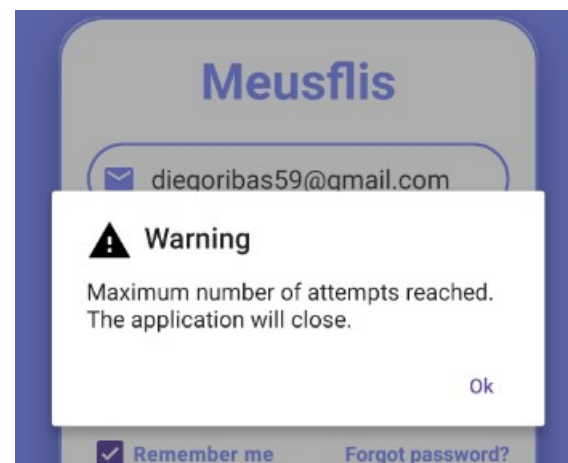 Meusflis
diegoribas59@gmail.com
Warning
Maximum number of attempts reached.
The application will close.
Ok
Remember me Forgot password?